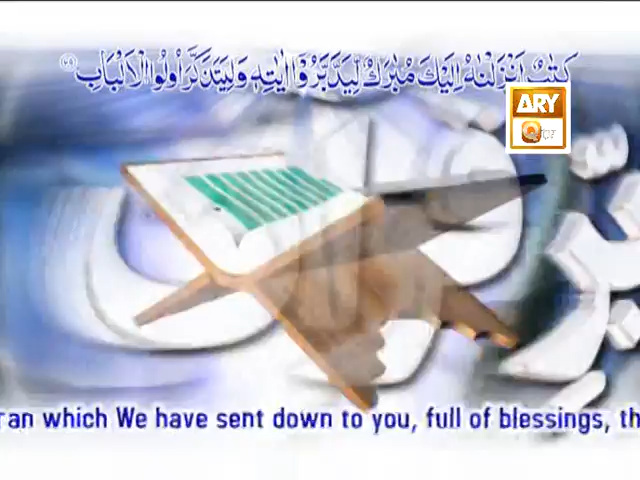 كِتٰبٌ اَنْزَلْنٰهُ اِلَيْكَ مُبٰرَكٌ لِّيَدَّبَّرُوْۤا اٰيٰتِهٖ وَلِيَتَذَكَّرَ اُولُوا الْاَلْبَابِ
ARY
ran which We have sent down to you, full of blessings, th